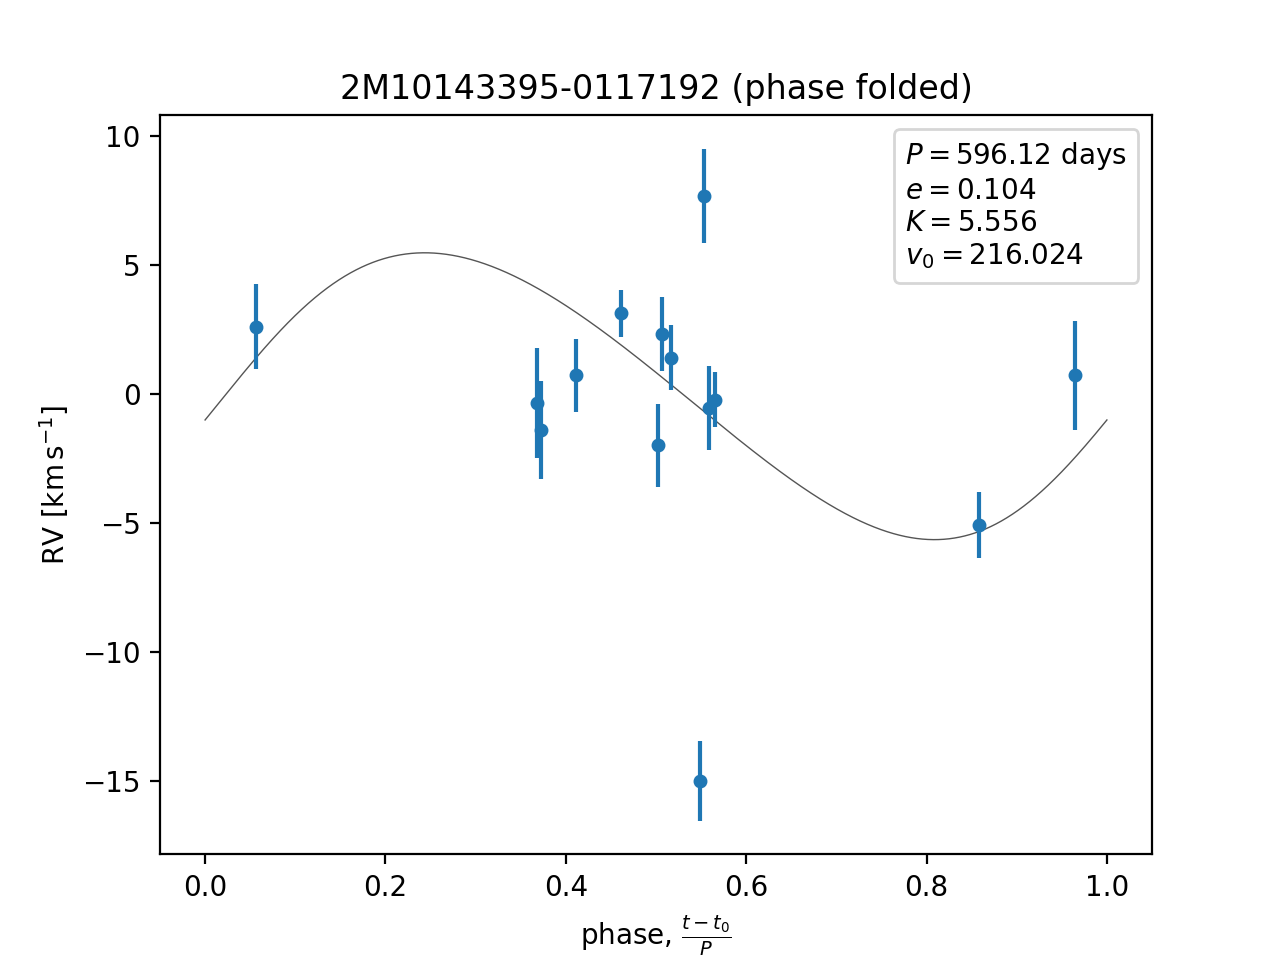 2M10143395-0117192 (phase folded)
P = 596.12 days
e = 0.104
K = 5.556
v₀ = 216.024
RV [km s⁻¹]
10
5
0
−5
−10
−15
0.0 0.2 0.4 0.6 0.8 1.0
phase, (t − t₀)/P